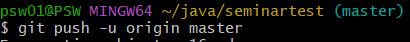 psw01@PSW MINGW64 ~/java/seminartest (master)
$ git push -u origin master